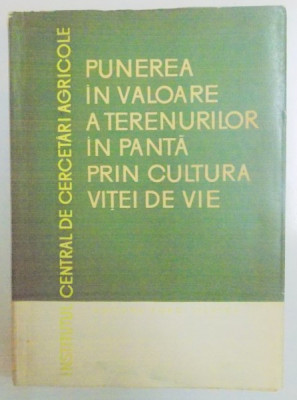 INSTITUTUL CENTRAL DE CERCETĂRI AGRICOLE
PUNEREA
IN VALOARE
A TERENURILOR
IN PANTĂ
PRIN CULTURA
VIȚEI DE VIE